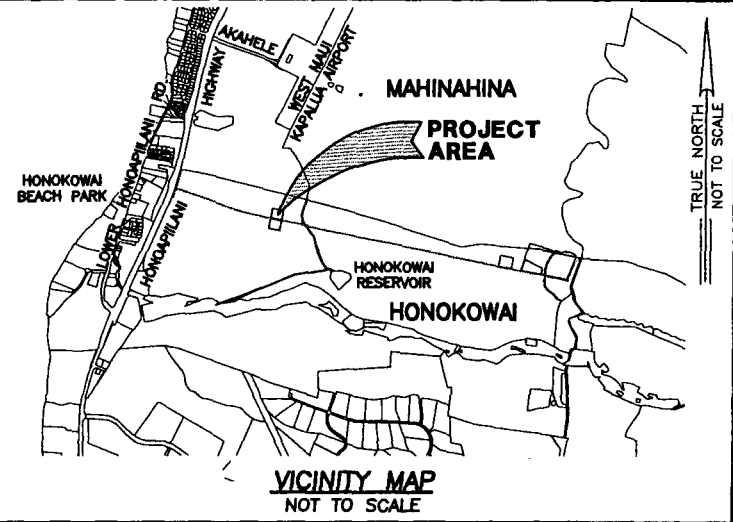 AKAHELE
WEST MAUI
KAPALUA AIRPORT
MAHINAHINA
PROJECT
AREA
TRUE NORTH
NOT TO SCALE
HIGHWAY
HONOAPIILANI
LOWER HONOAPIILANI RD.
HONOKOWAI
BEACH PARK
HONOKOWAI
RESERVOIR
HONOKOWAI
VICINITY MAP
NOT TO SCALE